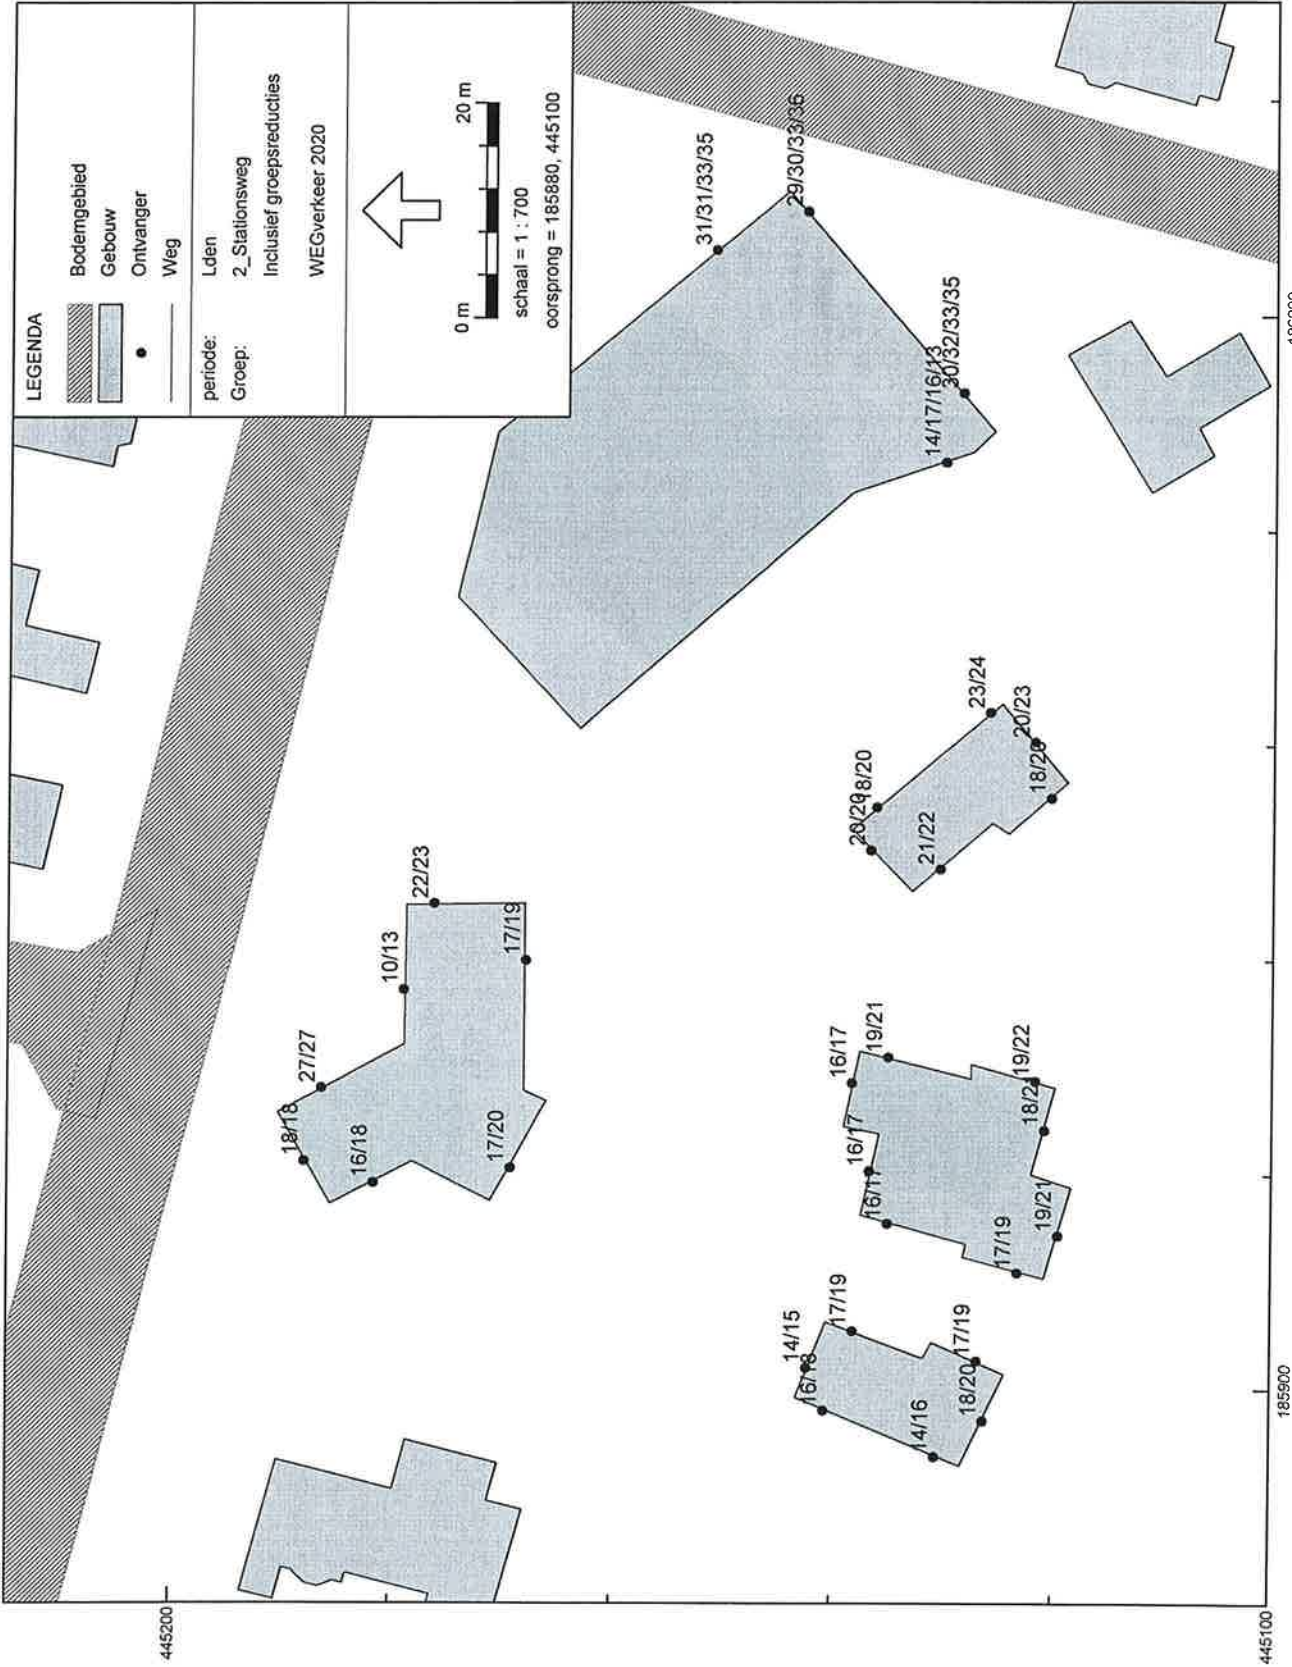 LEGENDA
Bodemgebied
Gebouw
Ontvanger
Weg
periode: Lden
Groep: 2_Stationsweg
Inclusief groepsreducties
WEGverkeer 2020
0 m 20 m
schaal = 1 : 700
oorsprong = 185880, 445100
31/31/33/35
29/30/33/36
14/17/16/13
30/32/33/35
23/24
20/23
18/20
18/20
20/20
21/22
22/23
10/13
17/19
27/27
18/18
16/18
17/20
16/17
19/21
16/17
16/17
19/22
18/21
19/21
17/19
14/15
17/19
16/18
17/19
18/20
14/16
445200
445100
185900